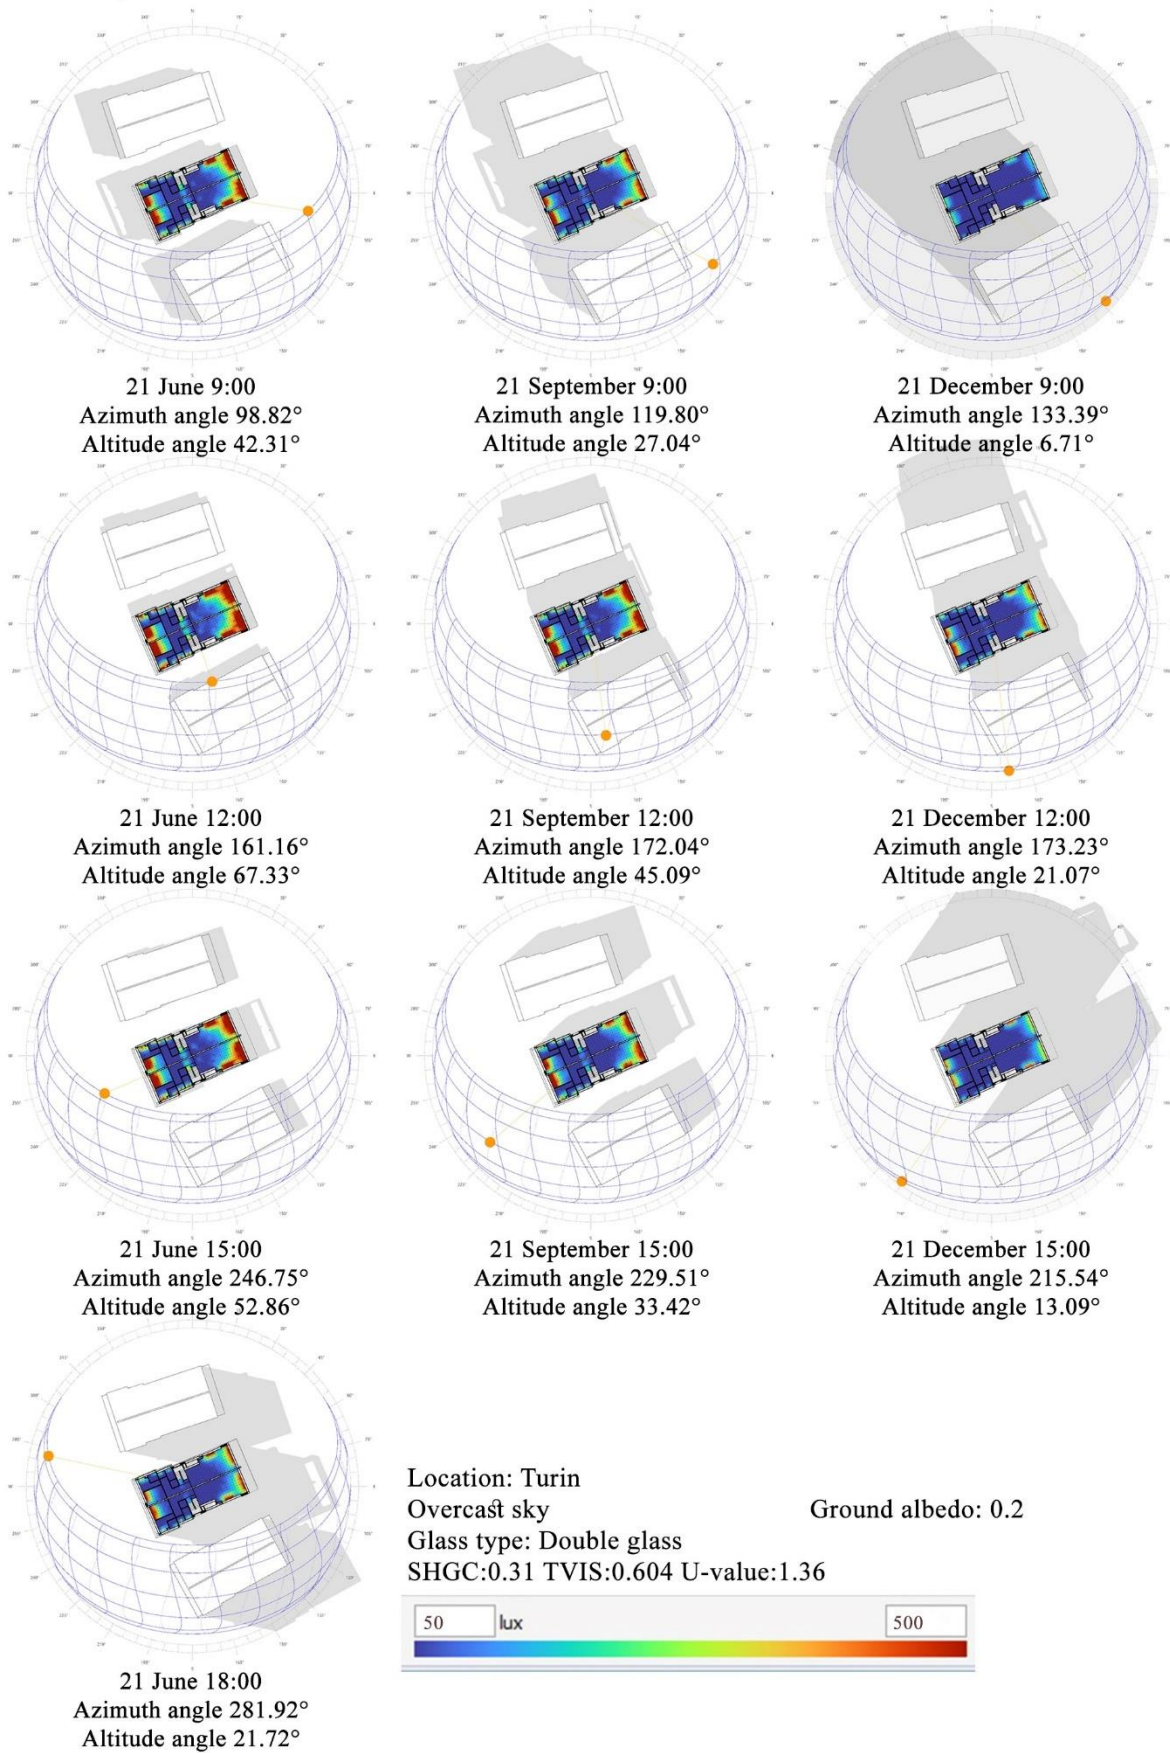 21 June 9:00
Azimuth angle 98.82°
Altitude angle 42.31°
21 September 9:00
Azimuth angle 119.80°
Altitude angle 27.04°
21 December 9:00
Azimuth angle 133.39°
Altitude angle 6.71°
21 June 12:00
Azimuth angle 161.16°
Altitude angle 67.33°
21 September 12:00
Azimuth angle 172.04°
Altitude angle 45.09°
21 December 12:00
Azimuth angle 173.23°
Altitude angle 21.07°
21 June 15:00
Azimuth angle 246.75°
Altitude angle 52.86°
21 September 15:00
Azimuth angle 229.51°
Altitude angle 33.42°
21 December 15:00
Azimuth angle 215.54°
Altitude angle 13.09°
21 June 18:00
Azimuth angle 281.92°
Altitude angle 21.72°
Location: Turin
Overcast sky
Ground albedo: 0.2
Glass type: Double glass
SHGC:0.31 TVIS:0.604 U-value:1.36
50 lux 500